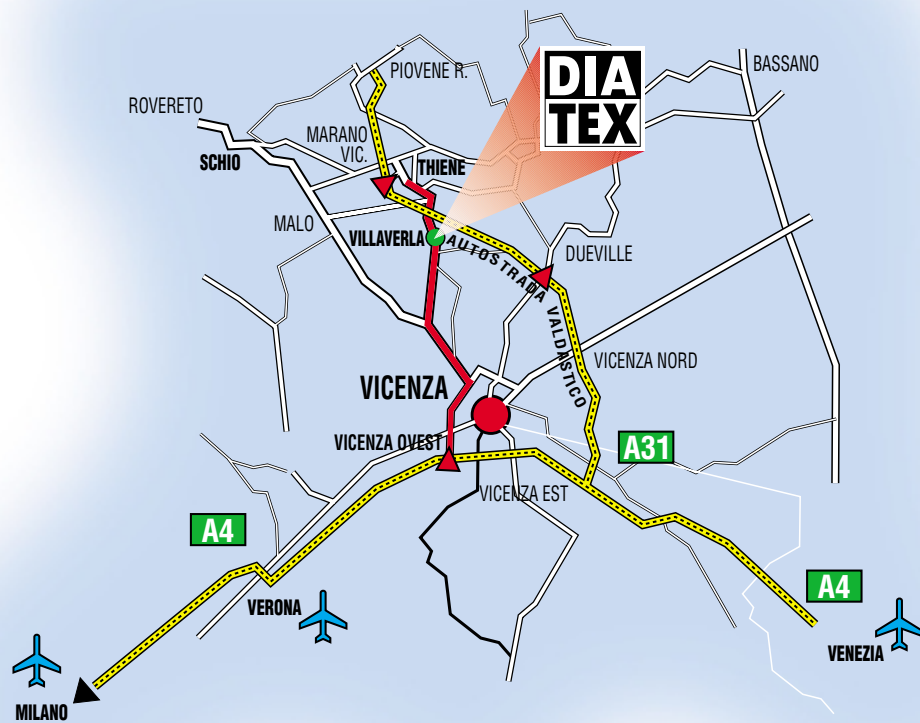 PIOVENE R.
DIA
TEX
BASSANO
ROVERETO
MARANO
VIC.
SCHIO
THIENE
MALO
VILLAVERLA
AUTOSTRADA VALDASTICO
DUEVILLE
VICENZA NORD
VICENZA
VICENZA OVEST
A31
VICENZA EST
A4
A4
VERONA
VENEZIA
MILANO